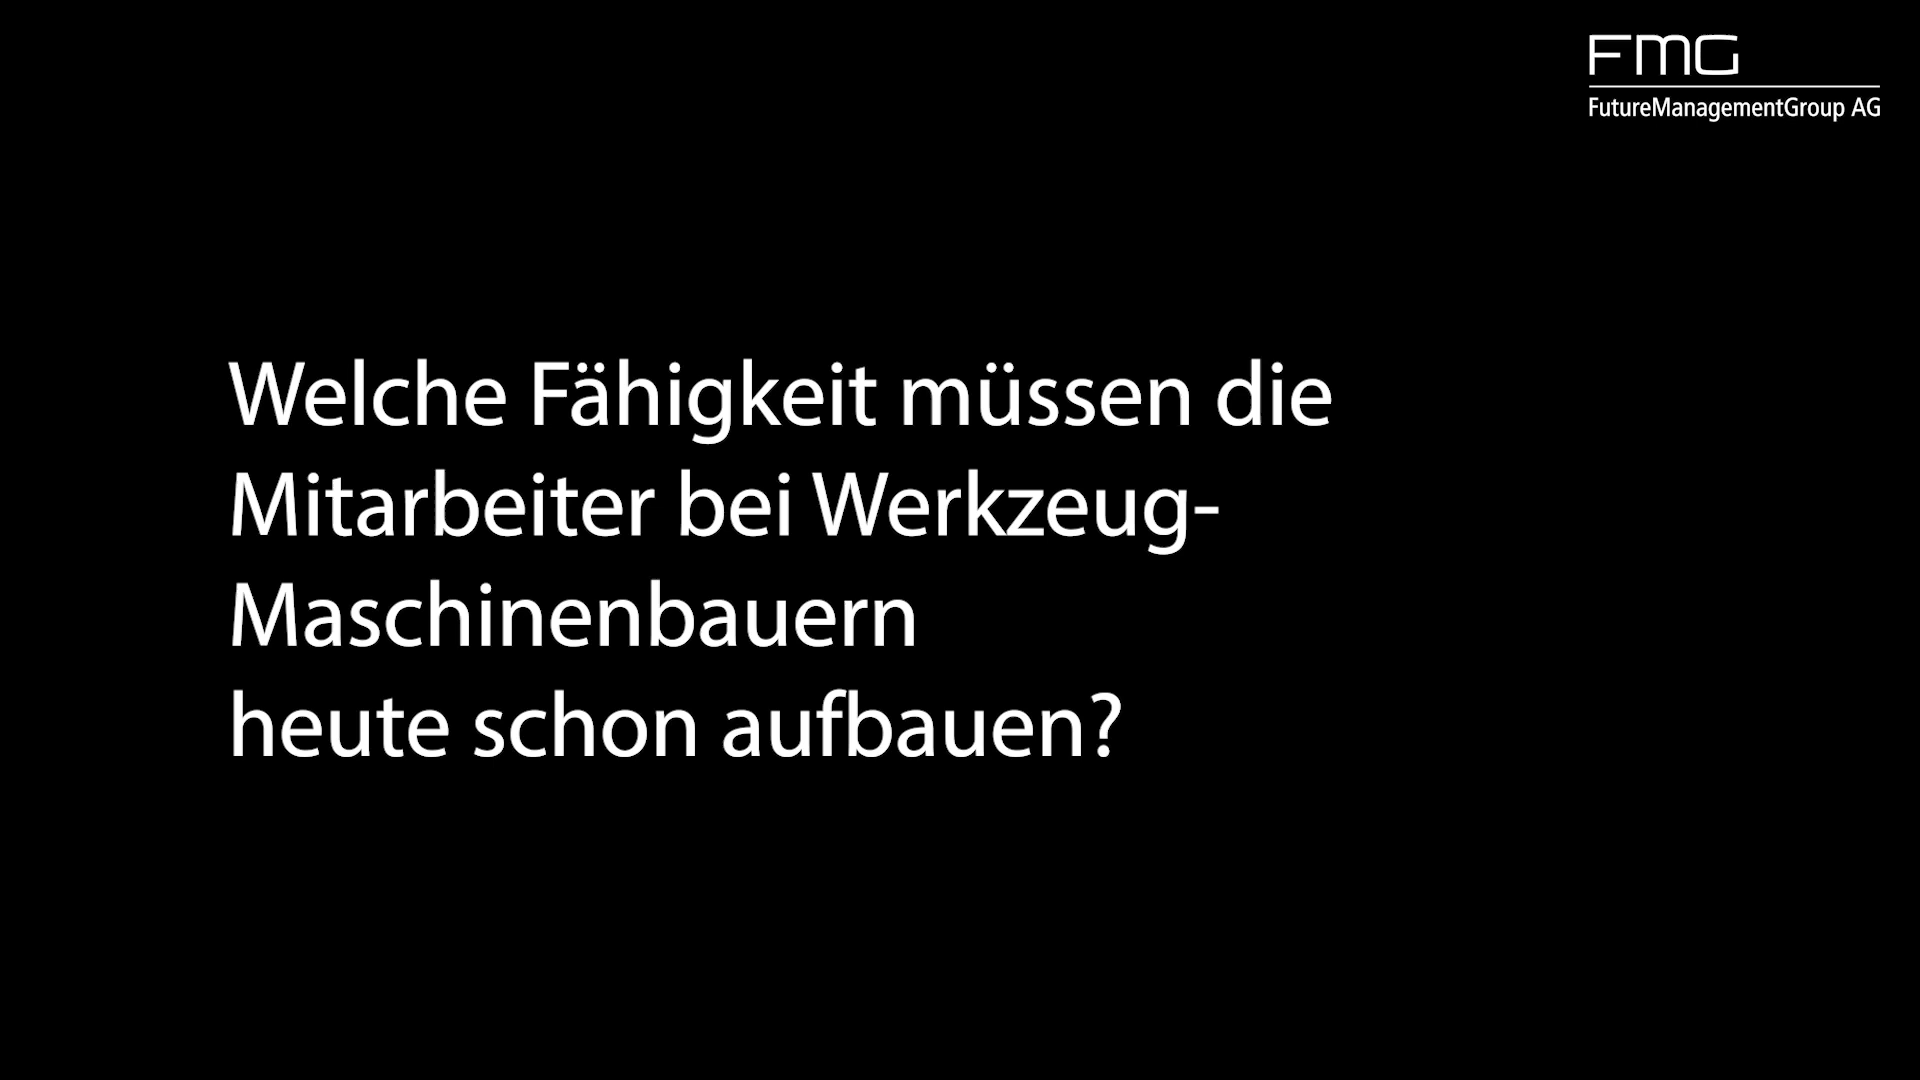 FMG
FutureManagementGroup AG
Welche Fähigkeit müssen die
Mitarbeiter bei Werkzeug-
Maschinenbauern
heute schon aufbauen?